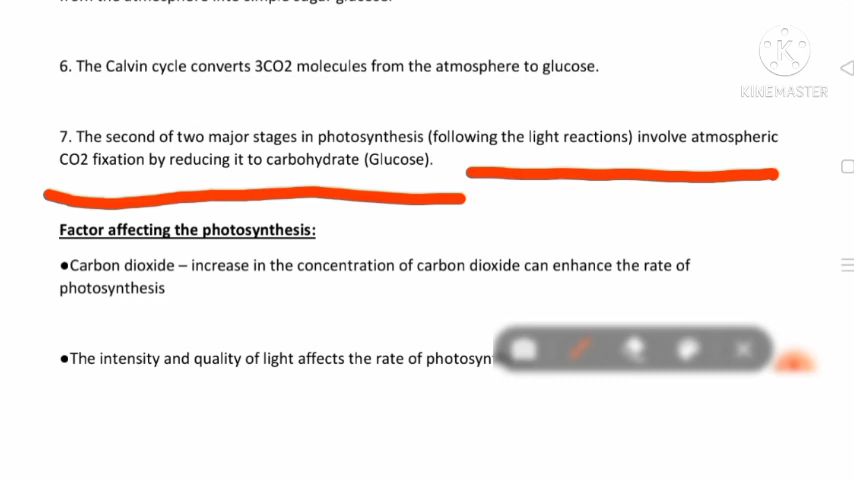 6. The Calvin cycle converts 3CO2 molecules from the atmosphere to glucose.
KINEMASTER
7. The second of two major stages in photosynthesis (following the light reactions) involve atmospheric
CO2 fixation by reducing it to carbohydrate (Glucose).
Factor affecting the photosynthesis:
●Carbon dioxide – increase in the concentration of carbon dioxide can enhance the rate of
photosynthesis
●The intensity and quality of light affects the rate of